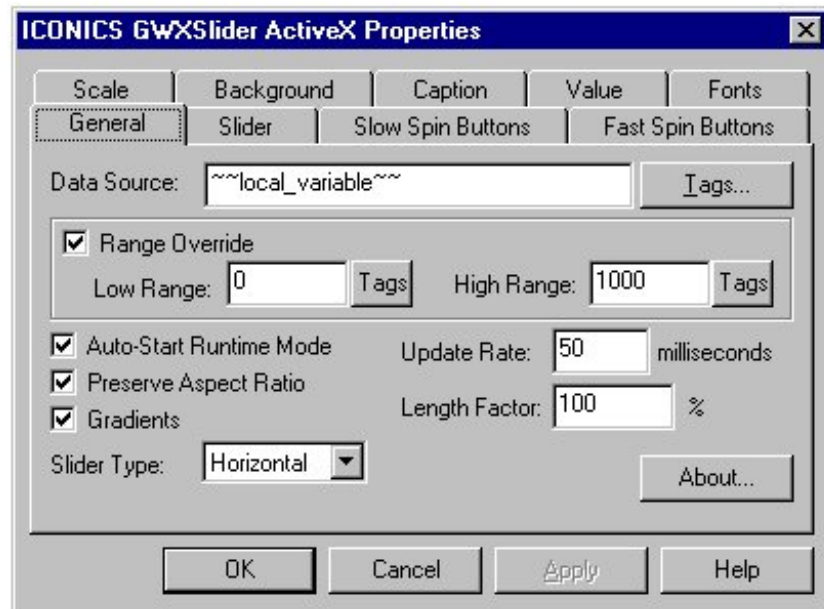 ICONICS GWXSlider ActiveX Properties
Scale Background Caption Value Fonts
General Slider Slow Spin Buttons Fast Spin Buttons
Data Source: ~~local_variable~~ Tags...
Range Override
Low Range: 0 Tags High Range: 1000 Tags
Auto-Start Runtime Mode Update Rate: 50 milliseconds
Preserve Aspect Ratio
Length Factor: 100 %
Gradients
Slider Type: Horizontal
About...
OK Cancel Apply Help